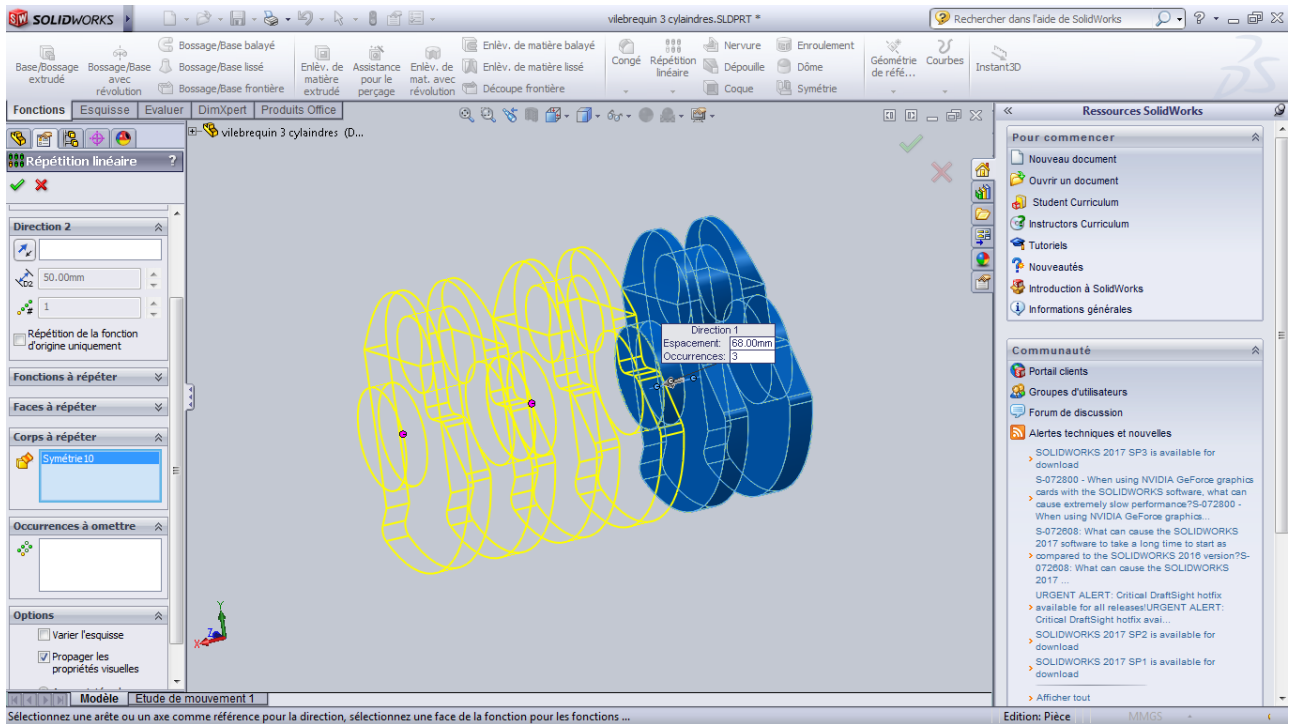 SOLIDWORKS
vilebrequin 3 cylaindres.SLDPRT *
Rechercher dans l'aide de SolidWorks
Base/Bossage extrudé
Bossage/Base avec révolution
Bossage/Base balayé
Bossage/Base lissé
Bossage/Base frontière
Enlèv. de matière extrudé
Assistance pour le perçage
Enlèv. de mat. avec révolution
Enlèv. de matière balayé
Enlèv. de matière lissé
Découpe frontière
Congé
Répétition linéaire
Nervure
Dépouille
Coque
Enroulement
Dôme
Symétrie
Géométrie de réfé...
Courbes
Instant3D
Fonctions
Esquisse
Evaluer
DimXpert
Produits Office
vilebrequin 3 cylaindres (D...
Répétition linéaire
?
Direction 2
D2
50.00mm
#
1
Répétition de la fonction
d'origine uniquement
Fonctions à répéter
Faces à répéter
Corps à répéter
Symétrie10
Occurrences à omettre
Options
Varier l'esquisse
Propager les
propriétés visuelles
Direction 1
Espacement: 68.00mm
Occurrences: 3
Y
Z
X
Modèle
Etude de mouvement 1
Sélectionnez une arête ou un axe comme référence pour la direction, sélectionnez une face de la fonction pour les fonctions ...
Edition: Pièce
MMGS
Ressources SolidWorks
Pour commencer
Nouveau document
Ouvrir un document
Student Curriculum
Instructors Curriculum
Tutoriels
Nouveautés
Introduction à SolidWorks
Informations générales
Communauté
Portail clients
Groupes d'utilisateurs
Forum de discussion
Alertes techniques et nouvelles
SOLIDWORKS 2017 SP3 is available for
download
S-072800 - When using NVIDIA GeForce graphics
cards with the SOLIDWORKS software, what can
cause extremely slow performance?S-072800 -
When using NVIDIA GeForce graphics...
S-072608: What can cause the SOLIDWORKS
2017 software to take a long time to start as
compared to the SOLIDWORKS 2016 version?S-
072608: What can cause the SOLIDWORKS
2017 ...
URGENT ALERT: Critical DraftSight hotfix
available for all releases!URGENT ALERT:
Critical DraftSight hotfix avai...
SOLIDWORKS 2017 SP2 is available for
download
SOLIDWORKS 2017 SP1 is available for
download
Afficher tout